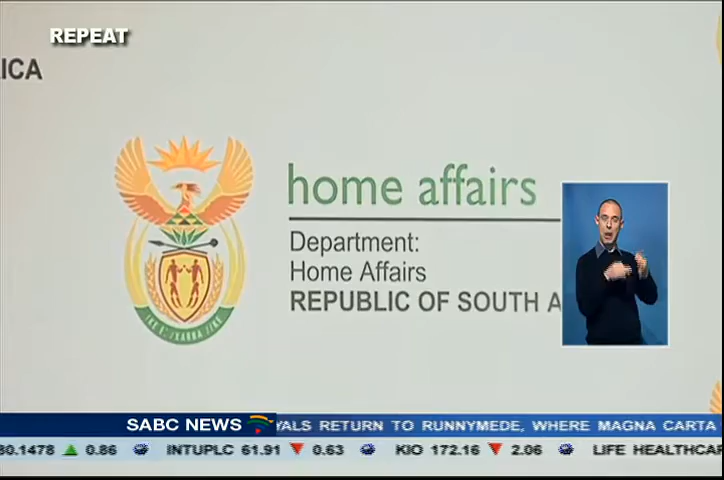 REPEAT
ICA
home affairs
Department:
Home Affairs
REPUBLIC OF SOUTH A
SABC NEWS
YALS RETURN TO RUNNYMEDE, WHERE MAGNA CARTA
80.1478 0.86 INTUPLC 61.91 0.63 KIO 172.16 2.06 LIFE HEALTHCAR